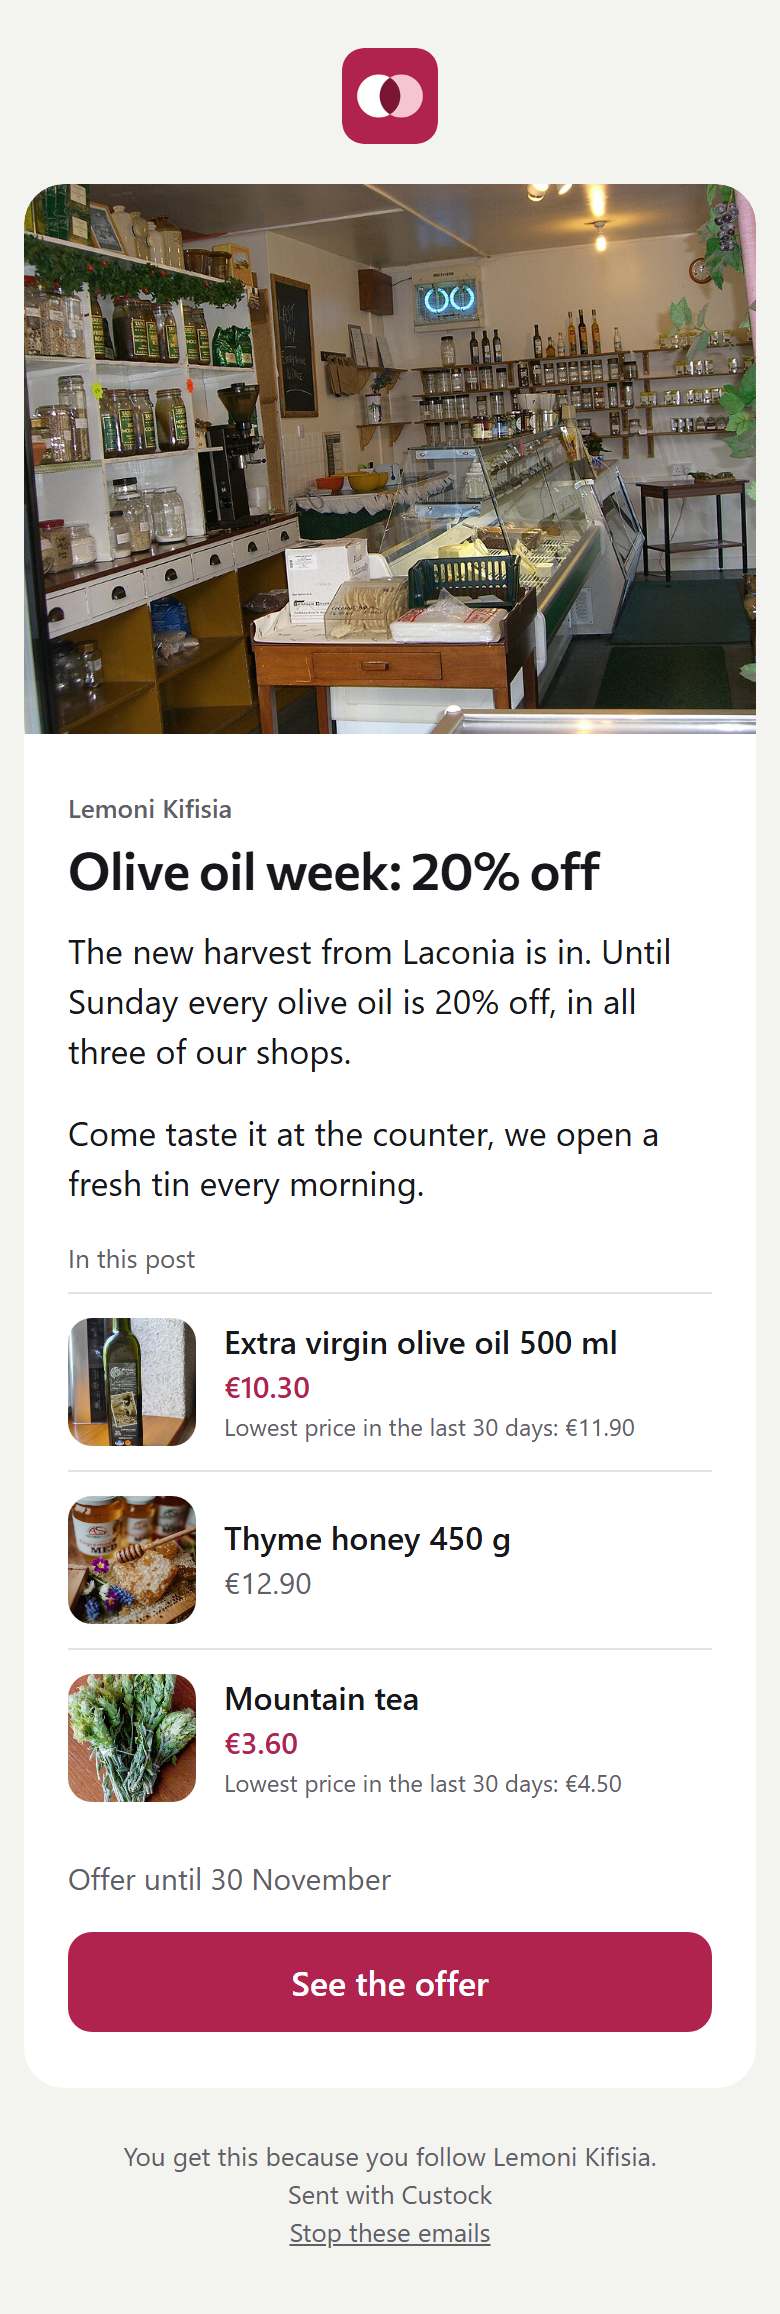 Lemoni Kifisia
Olive oil week: 20% off
The new harvest from Laconia is in. Until
Sunday every olive oil is 20% off, in all
three of our shops.
Come taste it at the counter, we open a
fresh tin every morning.
In this post
Extra virgin olive oil 500 ml
€10.30
Lowest price in the last 30 days: €11.90
Thyme honey 450 g
€12.90
Mountain tea
€3.60
Lowest price in the last 30 days: €4.50
Offer until 30 November
See the offer
You get this because you follow Lemoni Kifisia.
Sent with Custock
Stop these emails